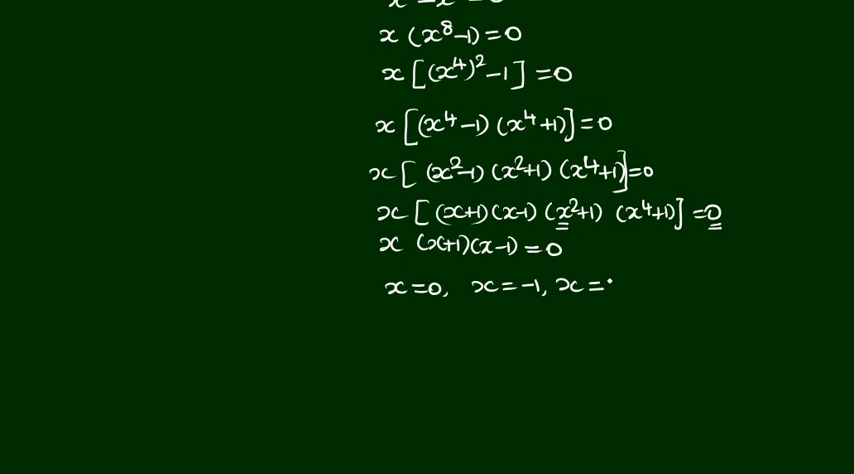 x (x⁸-1)=0
x [(x⁴)²-1] =0
x [(x⁴-1) (x⁴+1)]=0
x [ (x²-1) (x²+1) (x⁴+1]=0
x [ (x+1)(x-1) (x²+1) (x⁴+1)] =0
x (x+1)(x-1) = 0
x=0, x=-1, x=